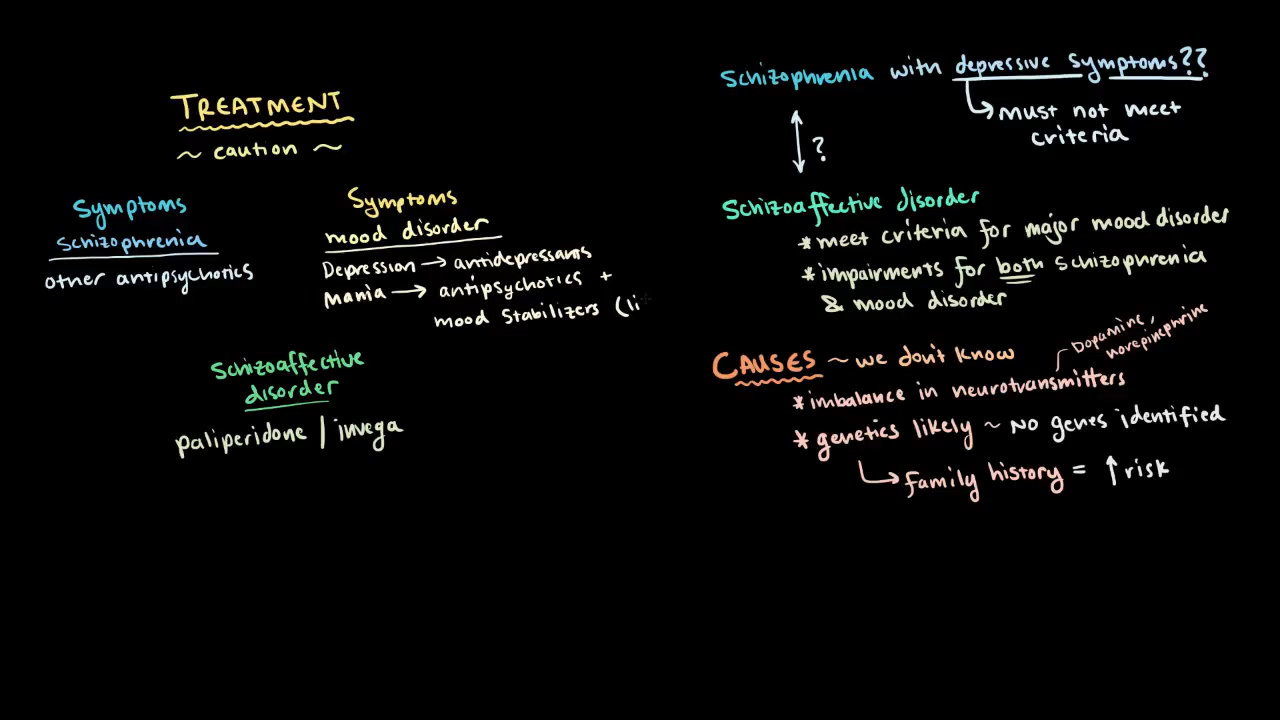 TREATMENT
~ caution ~
Symptoms
schizophrenia
other antipsychotics
Symptoms
mood disorder
Depression → antidepressants
Mania → antipsychotics +
mood stabilizers (li
Schizoaffective
disorder
paliperidone | invega
Schizophrenia with depressive symptoms??
must not meet
criteria
?
Schizoaffective disorder
* meet criteria for major mood disorder
* impairments for both schizophrenia
& mood disorder
CAUSES ~ we don't know
Dopamine,
norepinephrine
* imbalance in neurotransmitters
* genetics likely ~ NO genes identified
↳ family history = ↑ risk